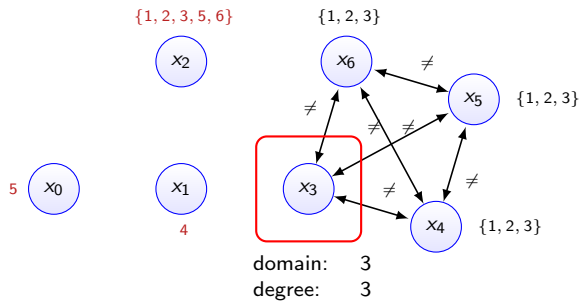 {1, 2, 3, 5, 6}
{1, 2, 3}
x2
x6
≠
x5
{1, 2, 3}
≠
≠
≠
5
x0
x1
x3
≠
≠
4
x4
{1, 2, 3}
domain: 3
degree: 3